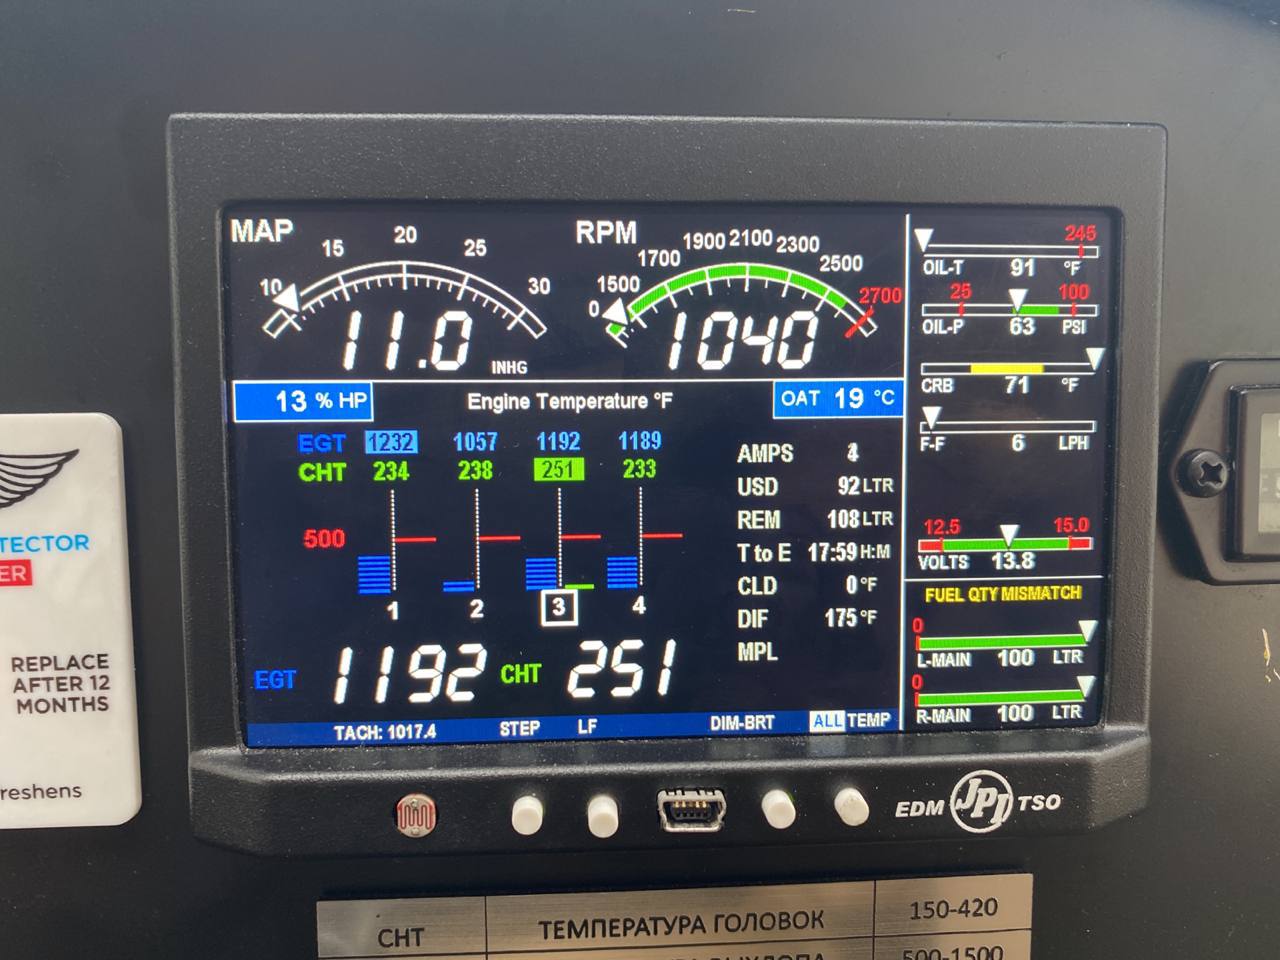 MAP
10 15 20 25 30
11.0 INHG
RPM
0 1500 1700 1900 2100 2300 2500 2700
1040
13 % HP
Engine Temperature °F
OAT 19 °C
EGT 1232 1057 1192 1189
CHT 234 238 251 233
500
1 2 3 4
EGT 1192 CHT 251
AMPS
USD 92 LTR
REM 108 LTR
T to E 17:59 H:M
CLD 0 °F
DIF 175 °F
MPL
TACH: 1017.4 STEP LF DIM-BRT ALL TEMP
245
OIL-T 91 °F
25 100
OIL-P 63 PSI
CRB 71 °F
F-F 6 LPH
12.5 15.0
VOLTS 13.8
FUEL QTY MISMATCH
0
L-MAIN 100 LTR
0
R-MAIN 100 LTR
EDM JPI TSO
TECTOR
ER
REPLACE
AFTER 12
MONTHS
reshens
CHT ТЕМПЕРАТУРА ГОЛОВОК 150-420
ВЫХЛОПА 500-1500